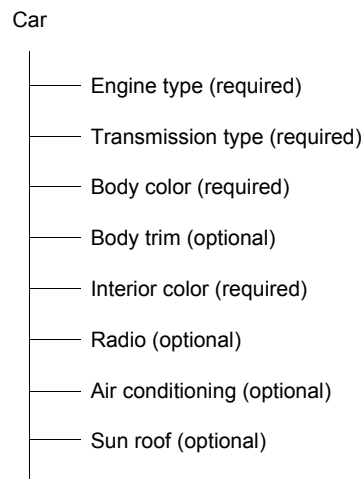 Car
Engine type (required)
Transmission type (required)
Body color (required)
Body trim (optional)
Interior color (required)
Radio (optional)
Air conditioning (optional)
Sun roof (optional)